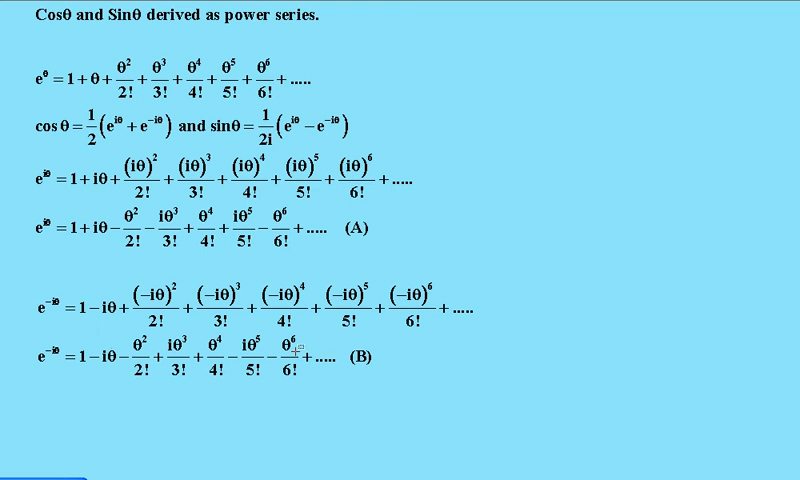 Cosθ and Sinθ derived as power series.
e^θ = 1 + θ + θ²/2! + θ³/3! + θ⁴/4! + θ⁵/5! + θ⁶/6! + .....
cos θ = 1/2 (e^iθ + e^−iθ) and sinθ = 1/2i (e^iθ − e^−iθ)
e^iθ = 1 + iθ + (iθ)²/2! + (iθ)³/3! + (iθ)⁴/4! + (iθ)⁵/5! + (iθ)⁶/6! + .....
e^iθ = 1 + iθ − θ²/2! − iθ³/3! + θ⁴/4! + iθ⁵/5! − θ⁶/6! + ..... (A)
e^−iθ = 1 − iθ + (−iθ)²/2! + (−iθ)³/3! + (−iθ)⁴/4! + (−iθ)⁵/5! + (−iθ)⁶/6! + .....
e^−iθ = 1 − iθ − θ²/2! + iθ³/3! + θ⁴/4! − iθ⁵/5! − θ⁶/6! + ..... (B)